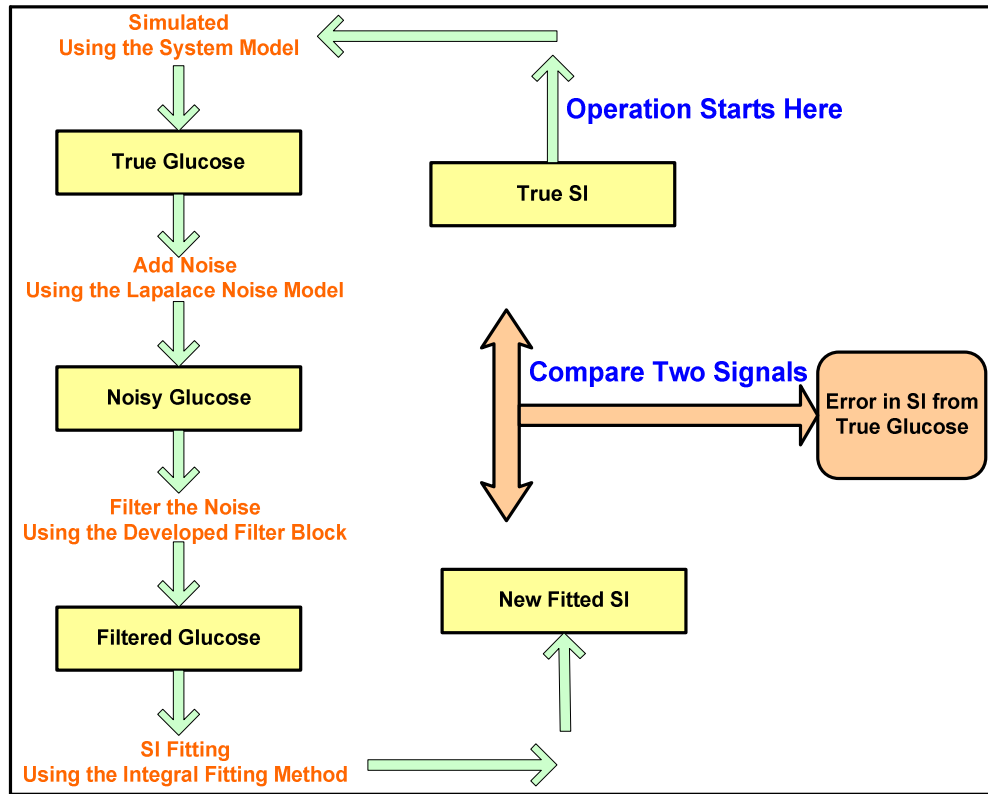 Simulated
Using the System Model
Operation Starts Here
True Glucose
True SI
Add Noise
Using the Lapalace Noise Model
Compare Two Signals
Noisy Glucose
Error in SI from
True Glucose
Filter the Noise
Using the Developed Filter Block
New Fitted SI
Filtered Glucose
SI Fitting
Using the Integral Fitting Method